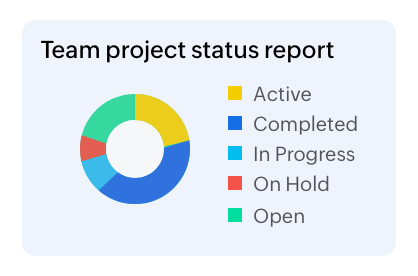 Team project status report
Active
Completed
In Progress
On Hold
Open